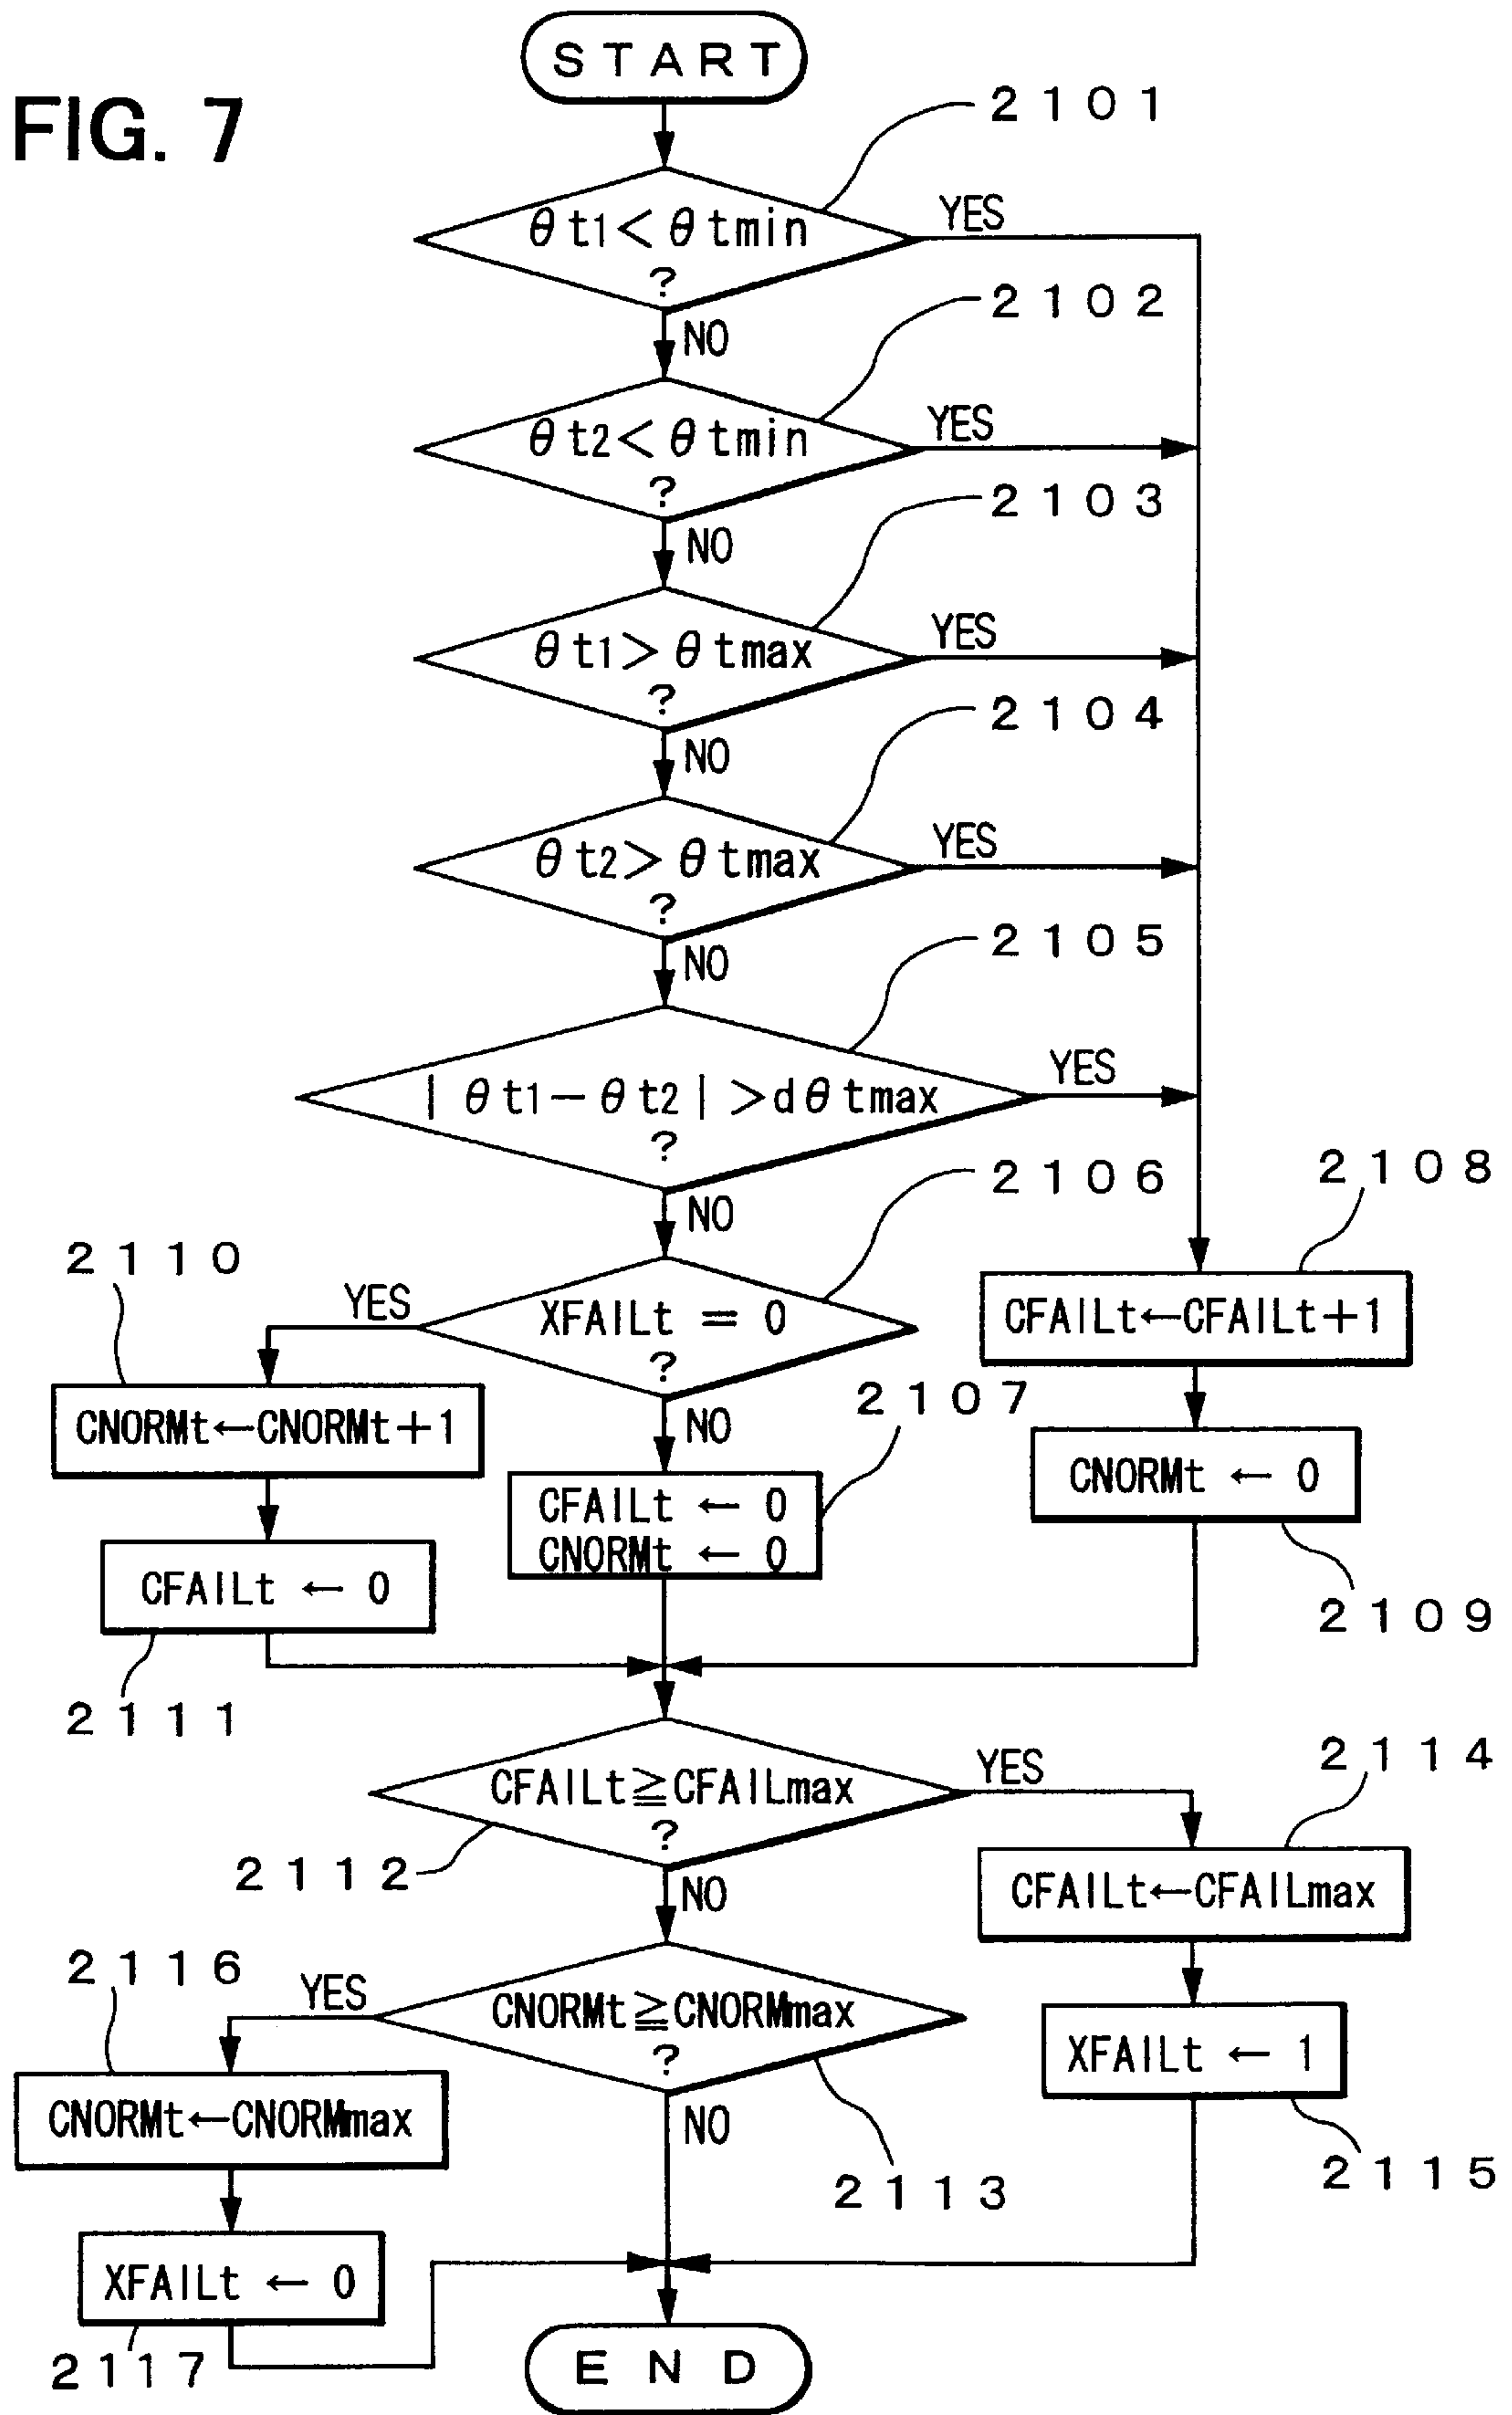 START
FIG. 7
2101
θt1<θtmin
?
YES
NO
2102
θt2<θtmin
?
YES
NO
2103
θt1>θtmax
?
YES
NO
2104
θt2>θtmax
?
YES
NO
2105
|θt1-θt2|>dθtmax
?
YES
NO
2106
XFAILt = 0
?
YES
NO
2108
CFAILt←CFAILt+1
2110
CNORMt←CNORMt+1
2107
CFAILt ← 0
CNORMt ← 0
CNORMt ← 0
2109
CFAILt ← 0
2111
CFAILt≧CFAILmax
?
YES
2112
NO
2114
CFAILt←CFAILmax
CNORMt≧CNORMmax
?
YES
2116
NO
2113
XFAILt ← 1
2115
CNORMt←CNORMmax
XFAILt ← 0
2117
END